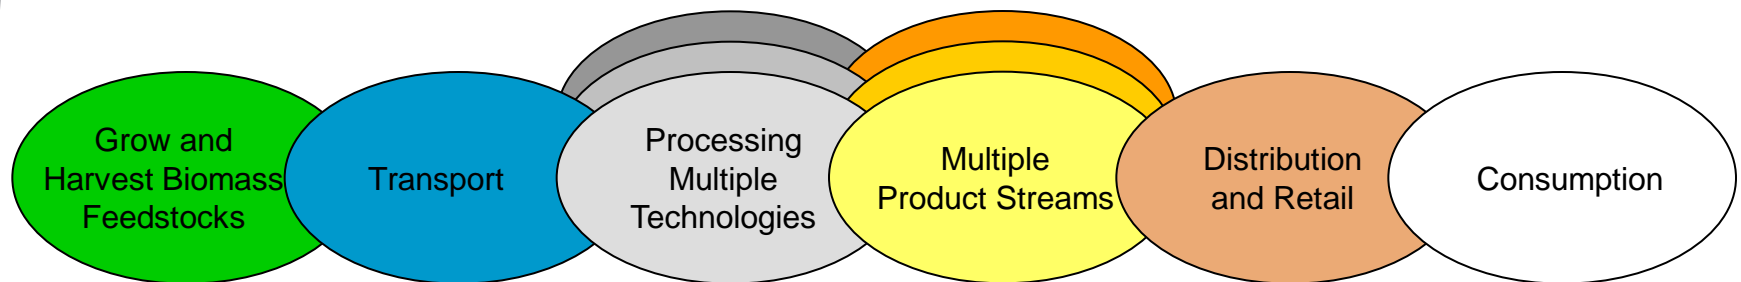 Grow and
Harvest Biomass
Feedstocks
Transport
Processing
Multiple
Technologies
Multiple
Product Streams
Distribution
and Retail
Consumption